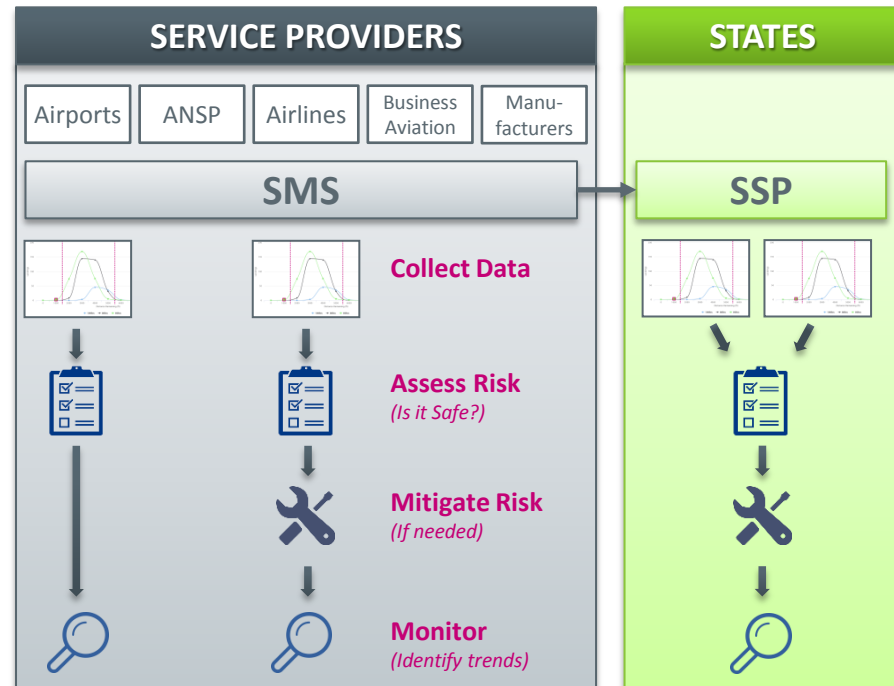 SERVICE PROVIDERS
STATES
Airports
ANSP
Airlines
Business
Aviation
Manu-
facturers
SMS
SSP
Collect Data
Assess Risk
(Is it Safe?)
Mitigate Risk
(If needed)
Monitor
(Identify trends)